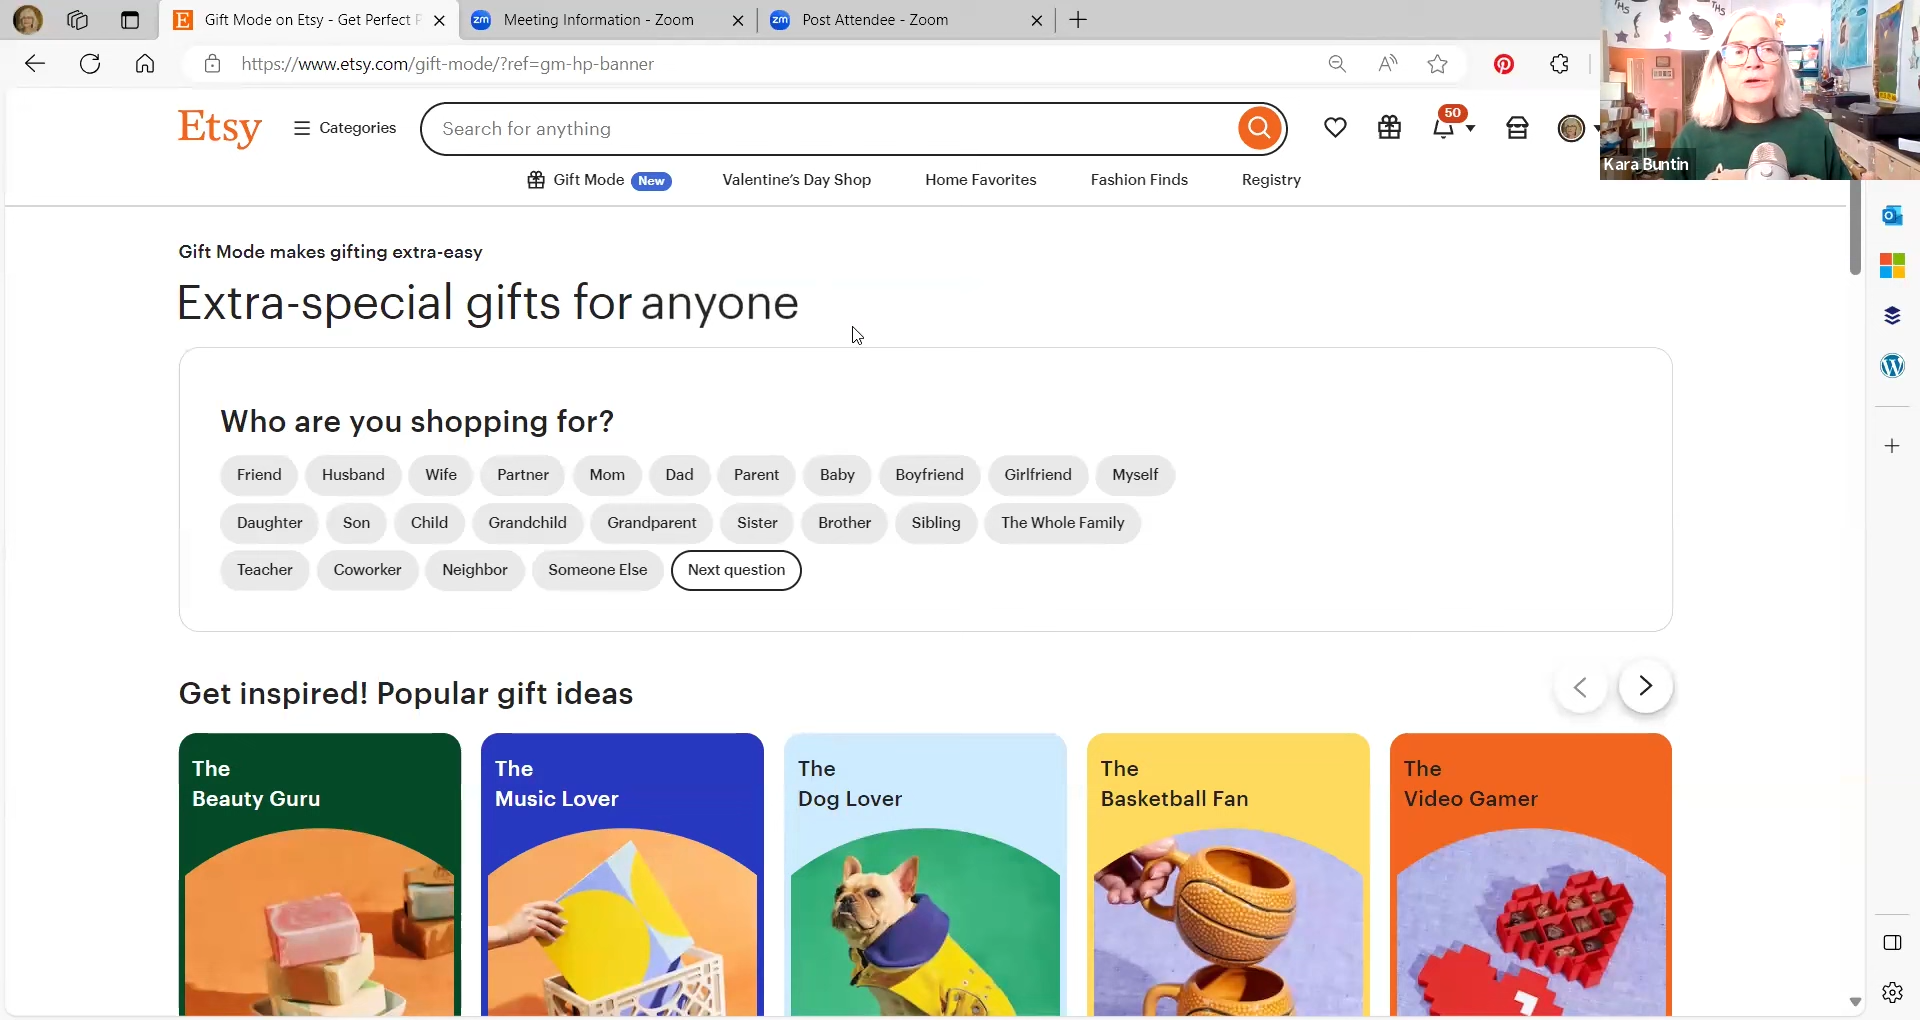 Gift Mode on Etsy - Get Perfect P
zm Meeting Information - Zoom
zm Post Attendee - Zoom
https://www.etsy.com/gift-mode/?ref=gm-hp-banner
Etsy
Categories
Search for anything
50
Kara Buntin
Gift Mode New
Valentine's Day Shop
Home Favorites
Fashion Finds
Registry
Gift Mode makes gifting extra-easy
Extra-special gifts for anyone
Who are you shopping for?
Friend Husband Wife Partner Mom Dad Parent Baby Boyfriend Girlfriend Myself
Daughter Son Child Grandchild Grandparent Sister Brother Sibling The Whole Family
Teacher Coworker Neighbor Someone Else Next question
Get inspired! Popular gift ideas
The
Beauty Guru
The
Music Lover
The
Dog Lover
The
Basketball Fan
The
Video Gamer